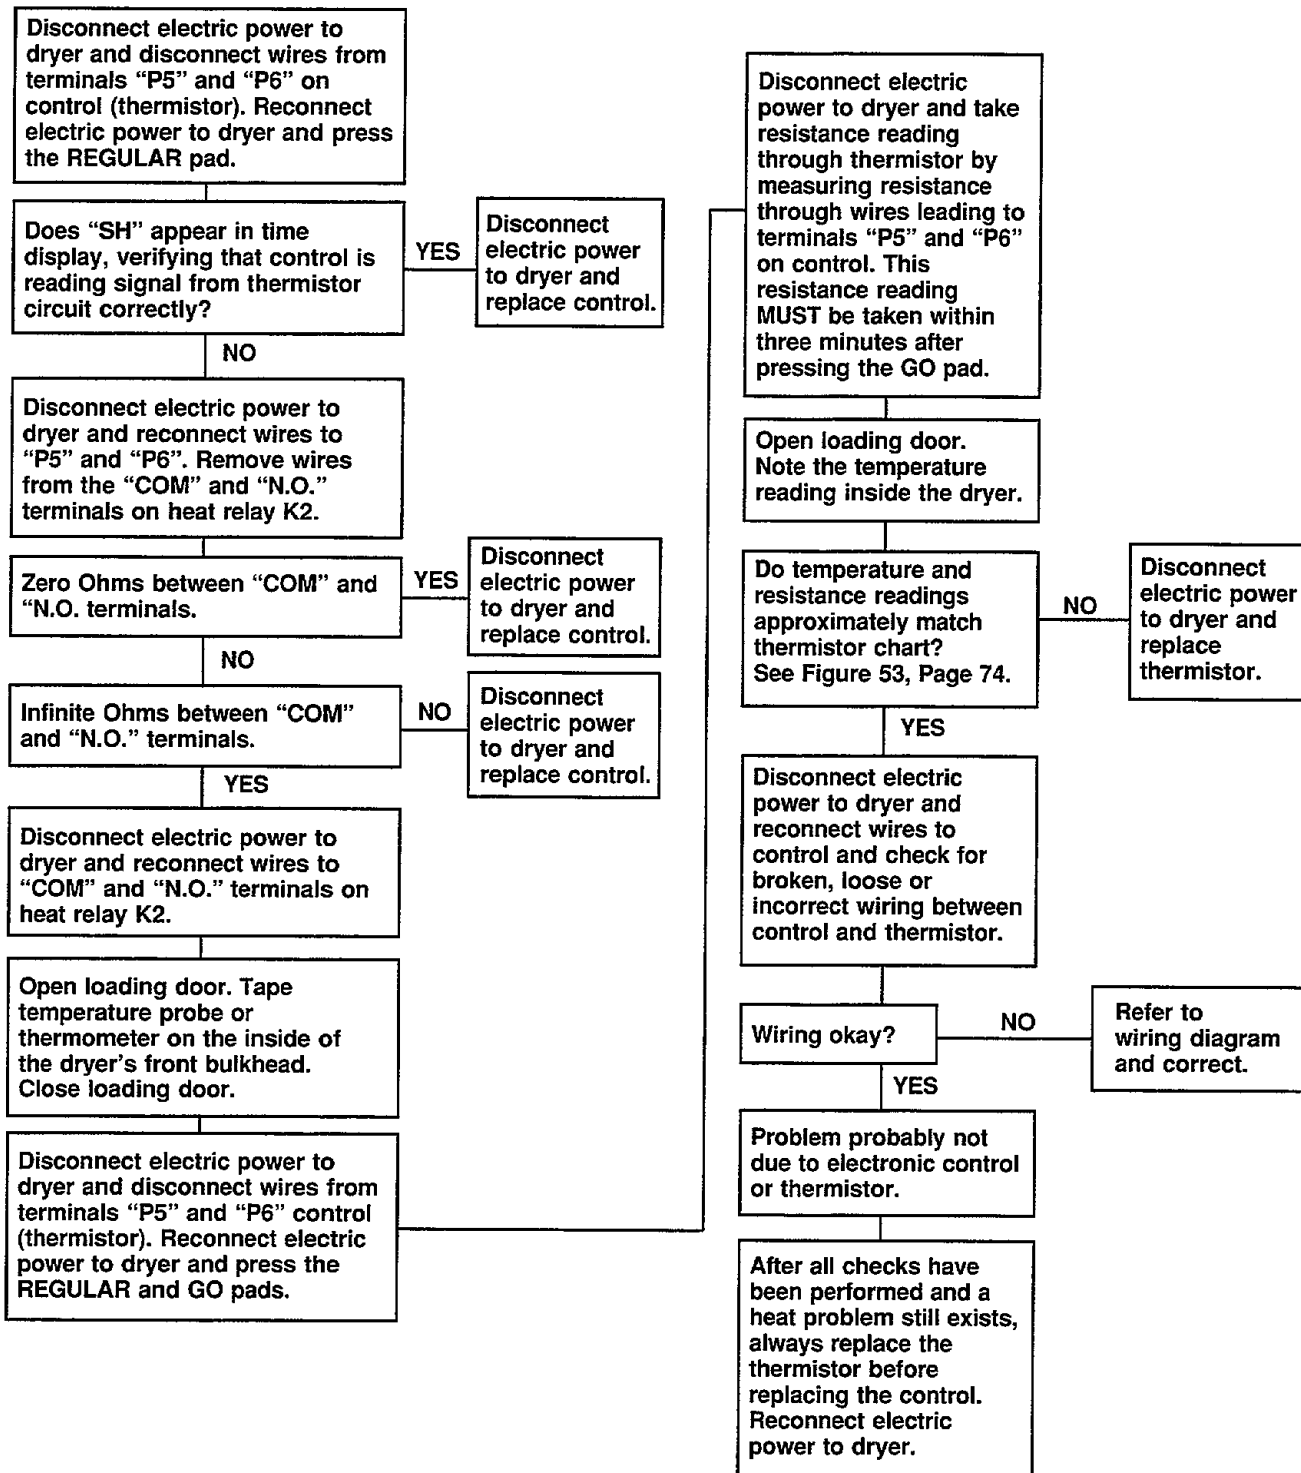 Disconnect electric power to
dryer and disconnect wires from
terminals “P5” and “P6” on
control (thermistor). Reconnect
electric power to dryer and press
the REGULAR pad.
Does “SH” appear in time
display, verifying that control is
reading signal from thermistor
circuit correctly?
YES
Disconnect
electric power
to dryer and
replace control.
NO
Disconnect electric power to
dryer and reconnect wires to
“P5” and “P6”. Remove wires
from the “COM” and “N.O.”
terminals on heat relay K2.
Zero Ohms between “COM” and
“N.O. terminals.
YES
Disconnect
electric power
to dryer and
replace control.
NO
Infinite Ohms between “COM”
and “N.O.” terminals.
NO
Disconnect
electric power
to dryer and
replace control.
YES
Disconnect electric power to
dryer and reconnect wires to
“COM” and “N.O.” terminals on
heat relay K2.
Open loading door. Tape
temperature probe or
thermometer on the inside of
the dryer’s front bulkhead.
Close loading door.
Disconnect electric power to
dryer and disconnect wires from
terminals “P5” and “P6” control
(thermistor). Reconnect electric
power to dryer and press the
REGULAR and GO pads.
Disconnect electric
power to dryer and take
resistance reading
through thermistor by
measuring resistance
through wires leading to
terminals “P5” and “P6”
on control. This
resistance reading
MUST be taken within
three minutes after
pressing the GO pad.
Open loading door.
Note the temperature
reading inside the dryer.
Do temperature and
resistance readings
approximately match
thermistor chart?
See Figure 53, Page 74.
NO
Disconnect
electric power
to dryer and
replace
thermistor.
YES
Disconnect electric
power to dryer and
reconnect wires to
control and check for
broken, loose or
incorrect wiring between
control and thermistor.
Wiring okay?
NO
Refer to
wiring diagram
and correct.
YES
Problem probably not
due to electronic control
or thermistor.
After all checks have
been performed and a
heat problem still exists,
always replace the
thermistor before
replacing the control.
Reconnect electric
power to dryer.